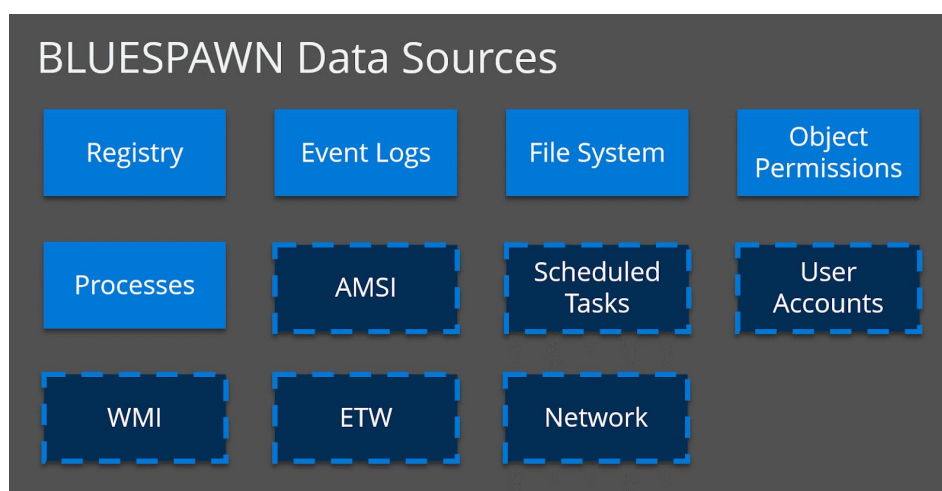 BLUESPAWN Data Sources
Registry
Event Logs
File System
Object
Permissions
Processes
AMSI
Scheduled
Tasks
User
Accounts
WMI
ETW
Network